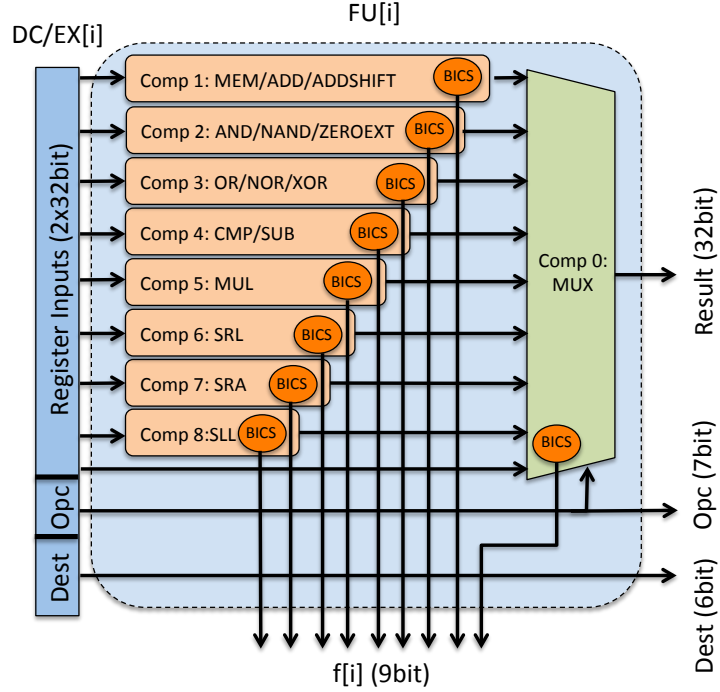 FU[i]
DC/EX[i]
Register Inputs (2x32bit)
Opc
Dest
Comp 1: MEM/ADD/ADDSHIFT
BICS
Comp 2: AND/NAND/ZEROEXT
BICS
Comp 3: OR/NOR/XOR
BICS
Comp 4: CMP/SUB
BICS
Comp 5: MUL
BICS
Comp 6: SRL
BICS
Comp 7: SRA
BICS
Comp 8:SLL
BICS
Comp 0:
MUX
BICS
Result (32bit)
Opc (7bit)
Dest (6bit)
f[i] (9bit)